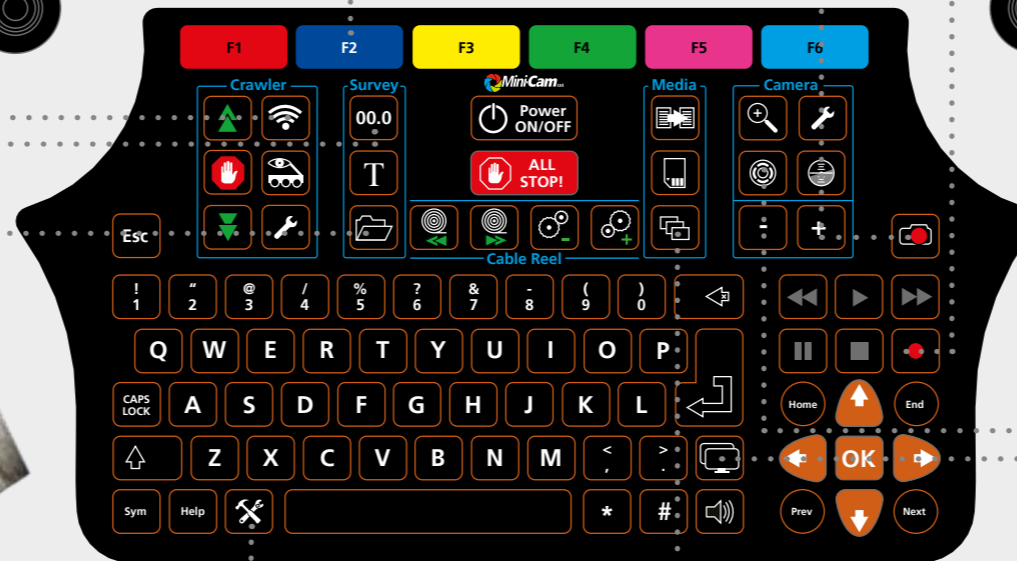 F1 F2 F3 F4 F5 F6
Crawler Survey Mini-Cam Media Camera
00.0
Power
ON/OFF
T
ALL
STOP!
- +
- +
Esc
Cable Reel
! “ @ / % ? & - ( )
1 2 3 4 5 6 7 8 9 0
Q W E R T Y U I O P
CAPS
LOCK
A S D F G H J K L
Home End
Z X C V B N M
< >
, .
OK
Sym Help * #
Prev Next